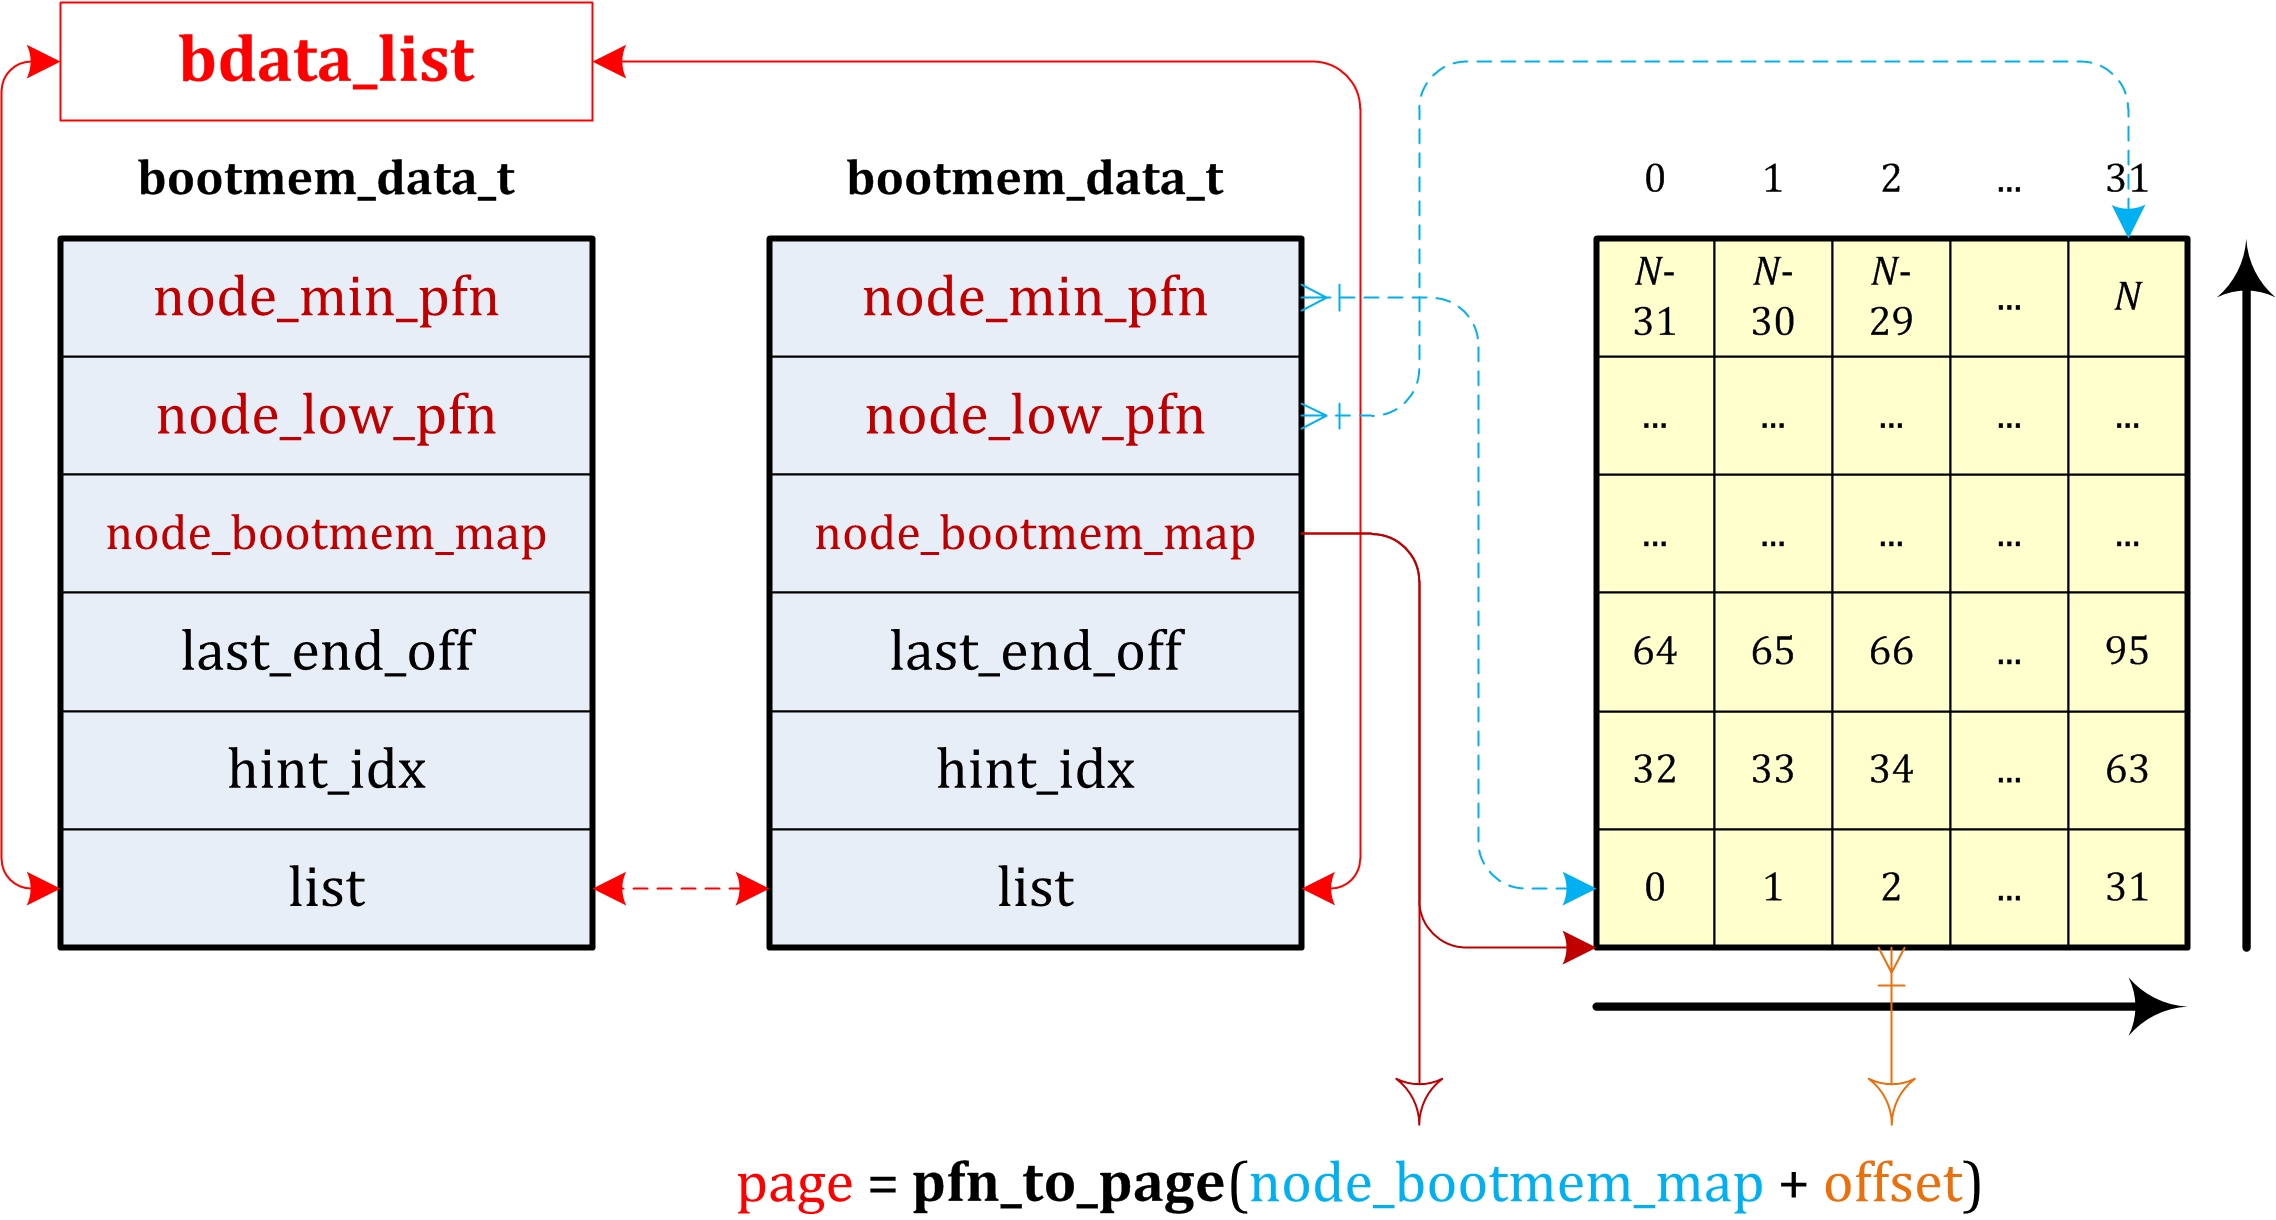 bdata_list
bootmem_data_t
node_min_pfn
node_low_pfn
node_bootmem_map
last_end_off
hint_idx
list
bootmem_data_t
node_min_pfn
node_low_pfn
node_bootmem_map
last_end_off
hint_idx
list
0 1 2 ... 31
N-31 N-30 N-29 ... N
... ... ... ... ...
... ... ... ... ...
64 65 66 ... 95
32 33 34 ... 63
0 1 2 ... 31
page = pfn_to_page(node_bootmem_map + offset)